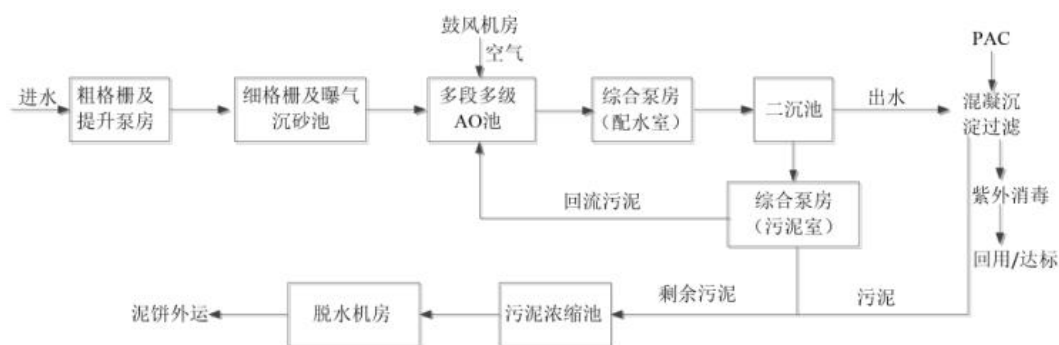 鼓风机房
空气
PAC
进水
粗格栅及
提升泵房
细格栅及曝气
沉砂池
多段多级
AO池
综合泵房
（配水室）
二沉池
出水
混凝沉
淀过滤
回流污泥
综合泵房
（污泥室）
紫外消毒
回用/达标
泥饼外运
脱水机房
污泥浓缩池
剩余污泥
污泥